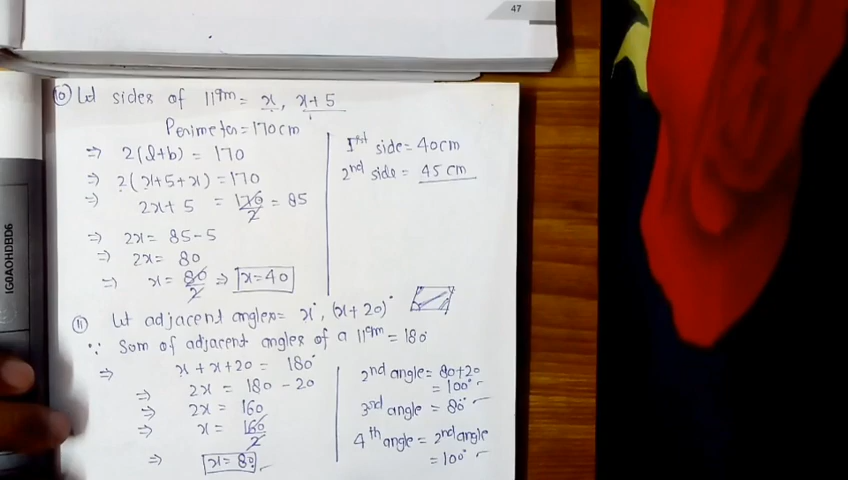 47
IG0AOHDBD6
10 Let sides of 11gm = x, x+5
Perimeter = 170cm
⇒ 2(l+b) = 170
⇒ 2(x+5+x) = 170
⇒ 2x+5 = 170/2 = 85
⇒ 2x = 85-5
⇒ 2x = 80
⇒ x = 80/2 ⇒ x=40
1st side = 40cm
2nd side = 45 cm
11 Let adjacent angles = x°, (x+20)°
∵ Som of adjacent angles of a 11gm = 180
⇒ x+x+20 = 180°
⇒ 2x = 180-20
⇒ 2x = 160
⇒ x = 160/2
⇒ x = 80
2nd angle = 80+20
= 100°
3rd angle = 80°
4th angle = 2nd angle
= 100°